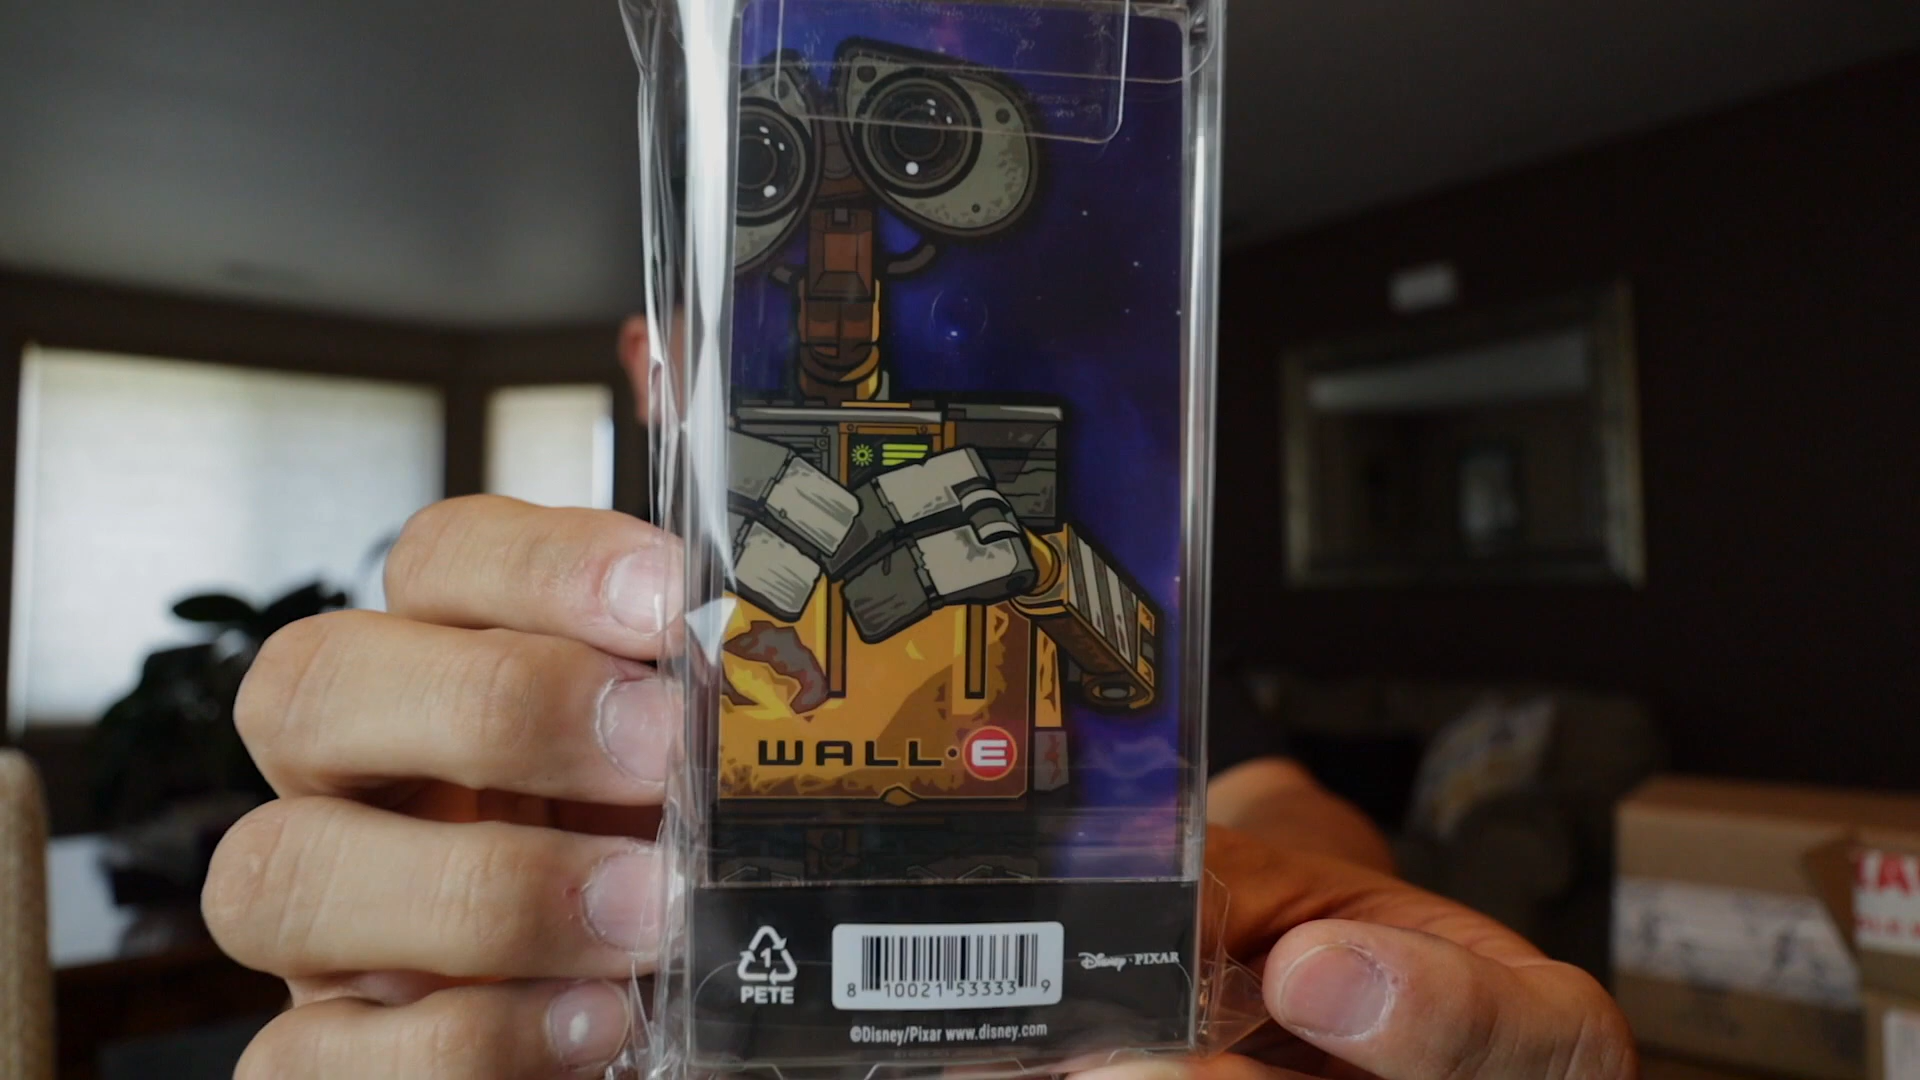 WALL•E
1
PETE
8 10021 53333 9
Disney · PIXAR
©Disney/Pixar www.disney.com